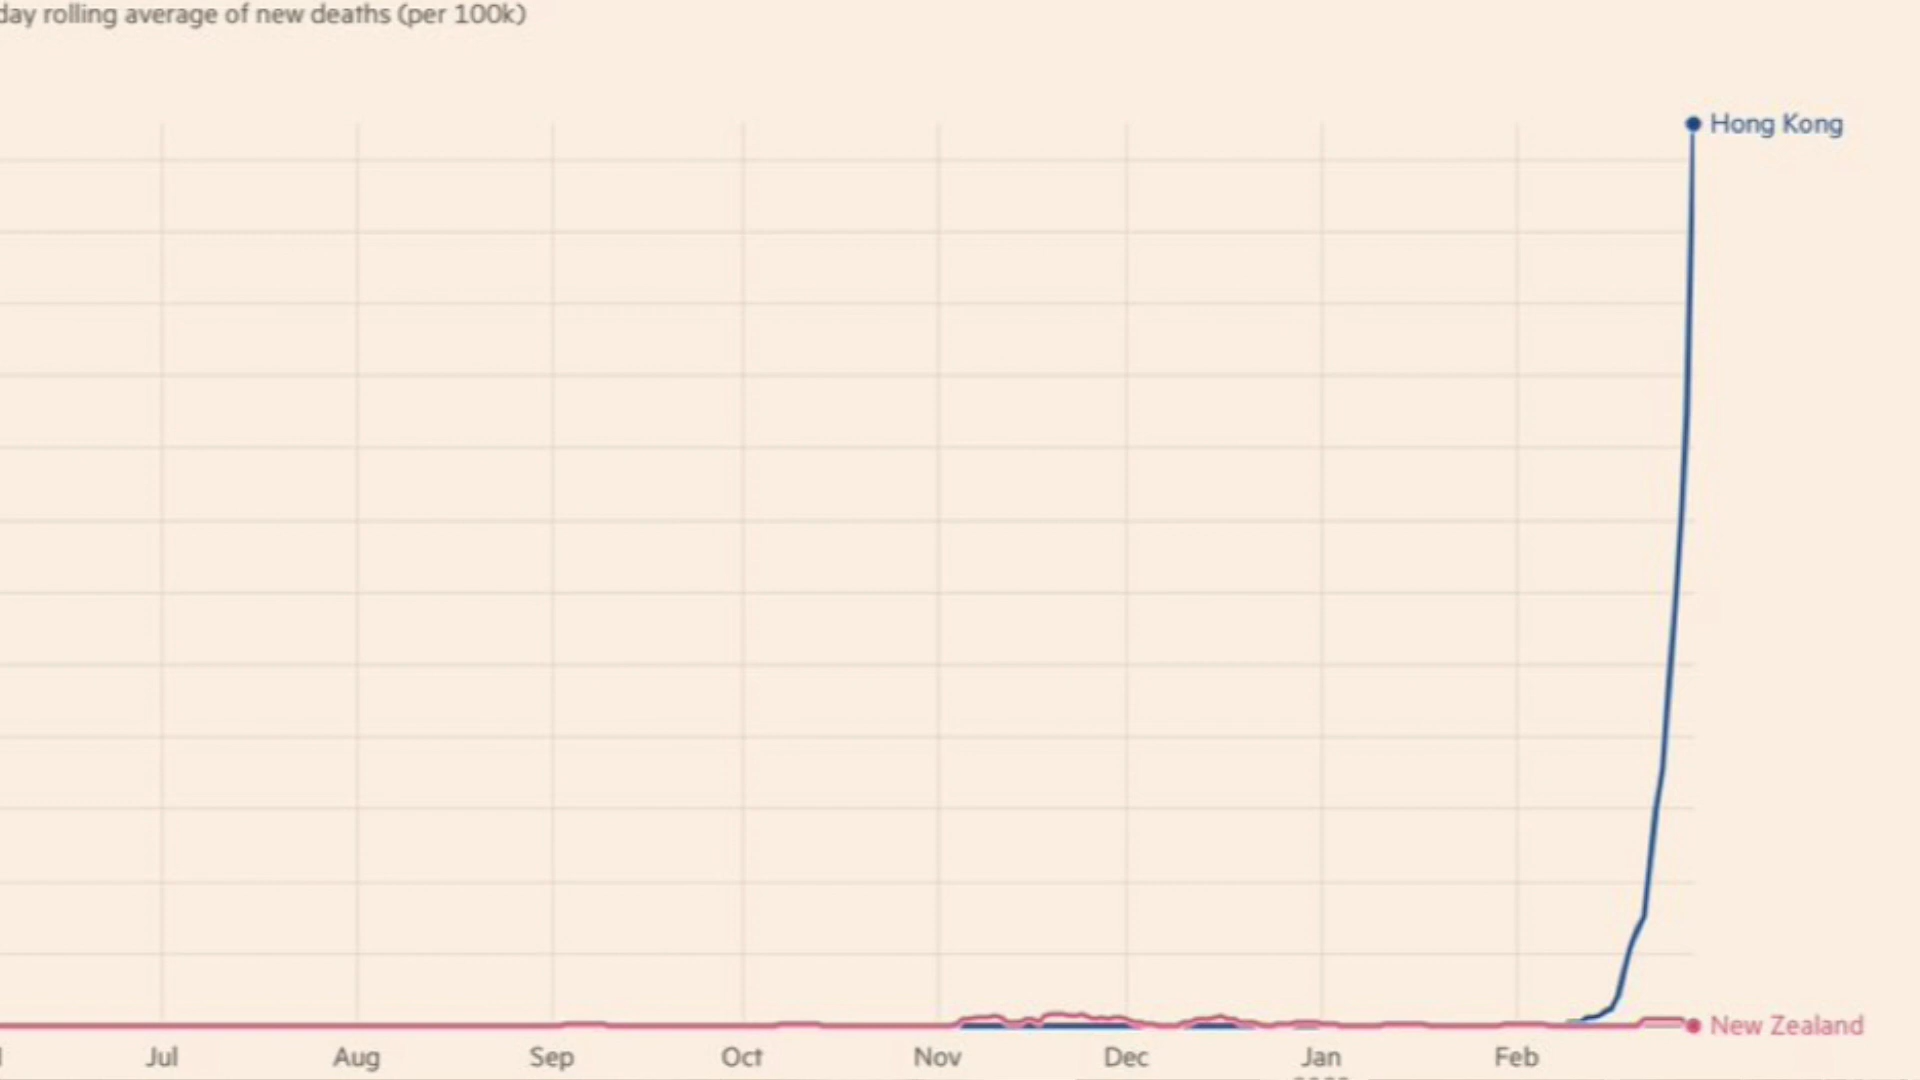 day rolling average of new deaths (per 100k)
Hong Kong
New Zealand
Jul Aug Sep Oct Nov Dec Jan Feb